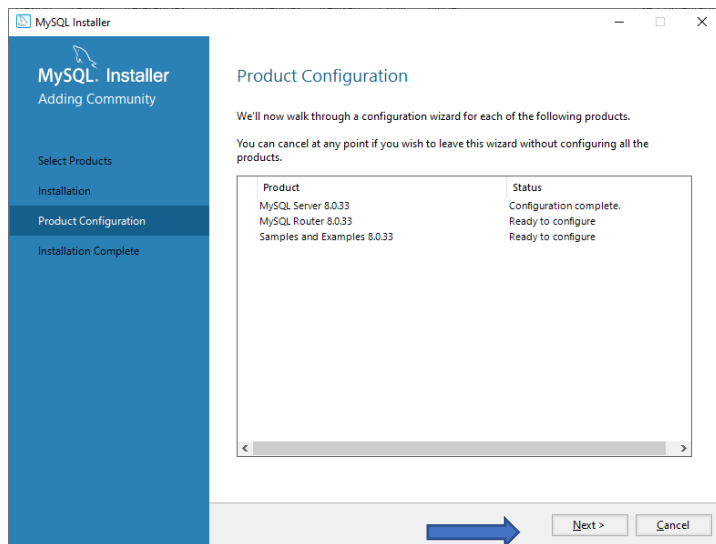 MySQL Installer
MySQL. Installer
Adding Community
Select Products
Installation
Product Configuration
Installation Complete
Product Configuration
We'll now walk through a configuration wizard for each of the following products.
You can cancel at any point if you wish to leave this wizard without configuring all the
products.
Product Status
MySQL Server 8.0.33 Configuration complete.
MySQL Router 8.0.33 Ready to configure
Samples and Examples 8.0.33 Ready to configure
Next > Cancel